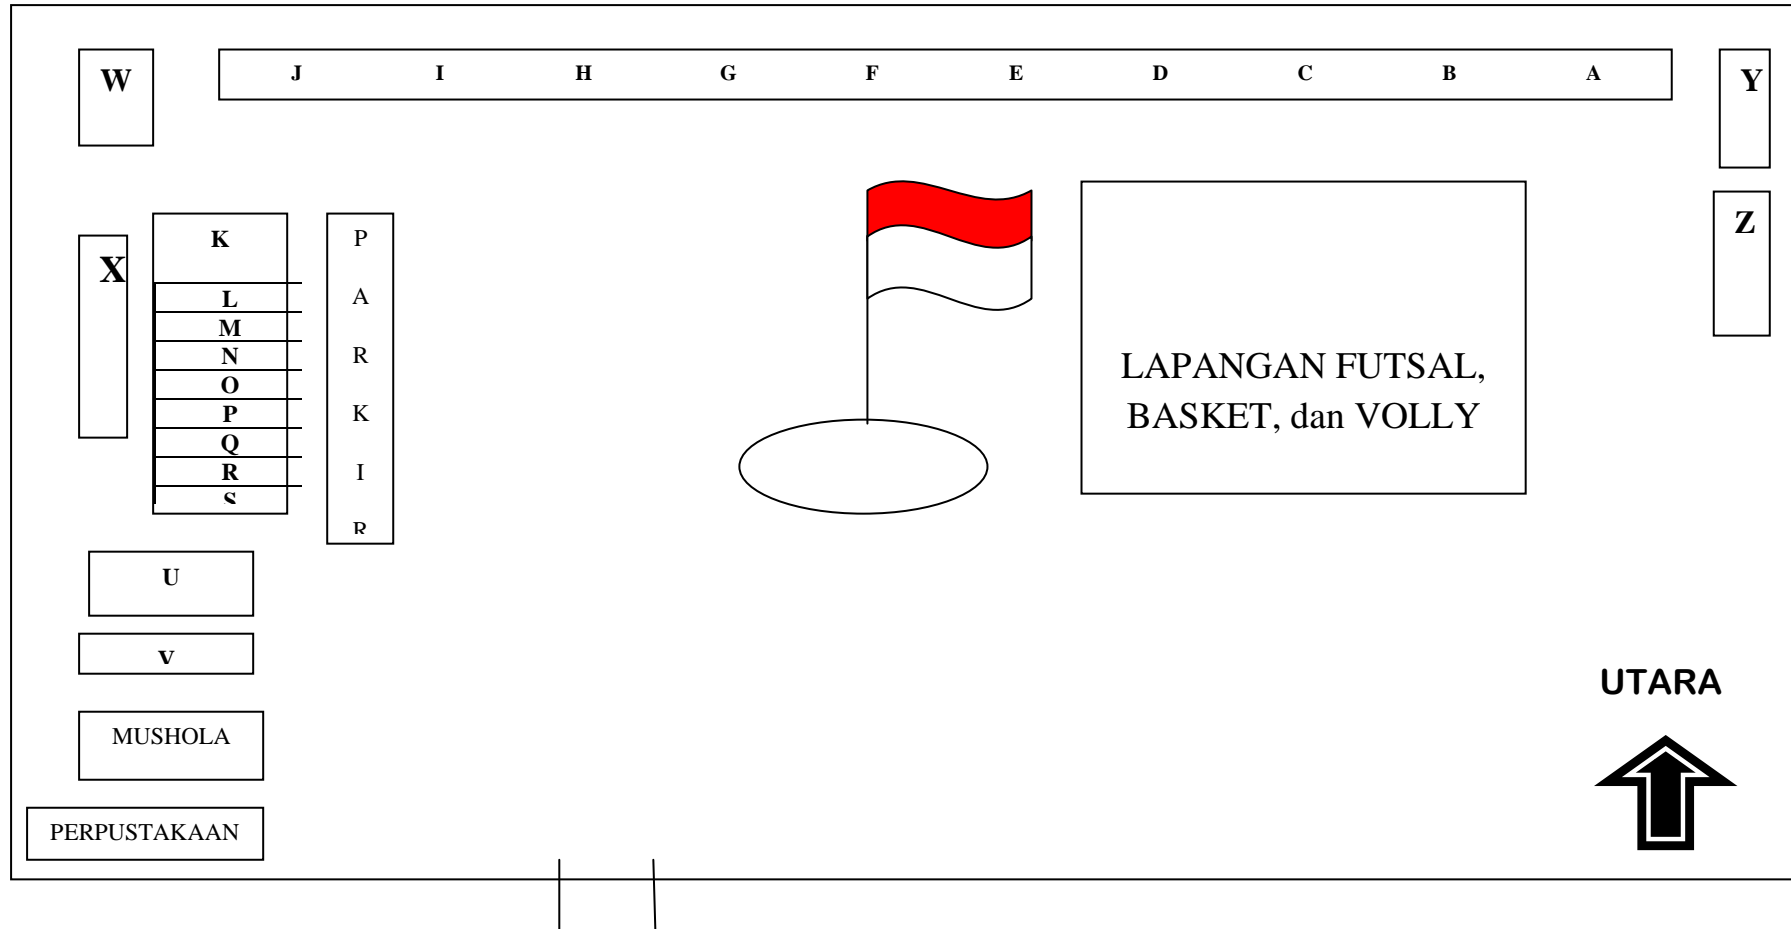 W
J I H G F E D C B A
Y
Z
X
K
L
M
N
O
P
Q
R
S
P
A
R
K
I
R
LAPANGAN FUTSAL,
BASKET, dan VOLLY
U
V
MUSHOLA
PERPUSTAKAAN
UTARA